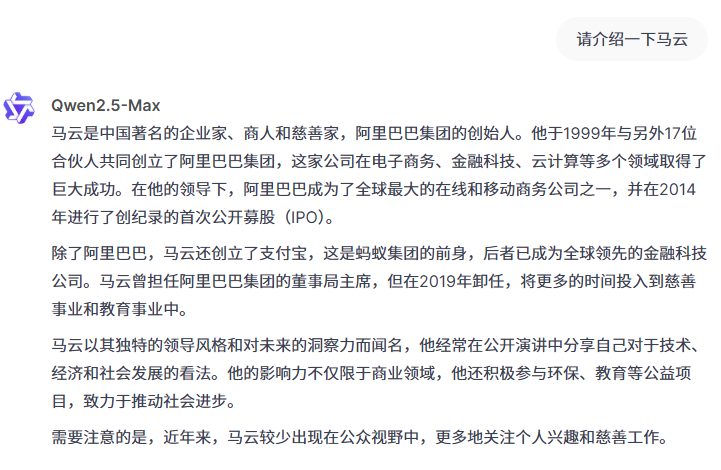 请介绍一下马云
Qwen2.5-Max
马云是中国著名的企业家、商人和慈善家，阿里巴巴集团的创始人。他于1999年与另外17位
合伙人共同创立了阿里巴巴集团，这家公司在电子商务、金融科技、云计算等多个领域取得了
巨大成功。在他的领导下，阿里巴巴成为了全球最大的在线和移动商务公司之一，并在2014
年进行了创纪录的首次公开募股（IPO）。
除了阿里巴巴，马云还创立了支付宝，这是蚂蚁集团的前身，后者已成为全球领先的金融科技
公司。马云曾担任阿里巴巴集团的董事局主席，但在2019年卸任，将更多的时间投入到慈善
事业和教育事业中。
马云以其独特的领导风格和对未来的洞察力而闻名，他经常在公开演讲中分享自己对于技术、
经济和社会发展的看法。他的影响力不仅限于商业领域，他还积极参与环保、教育等公益项
目，致力于推动社会进步。
需要注意的是，近年来，马云较少出现在公众视野中，更多地关注个人兴趣和慈善工作。